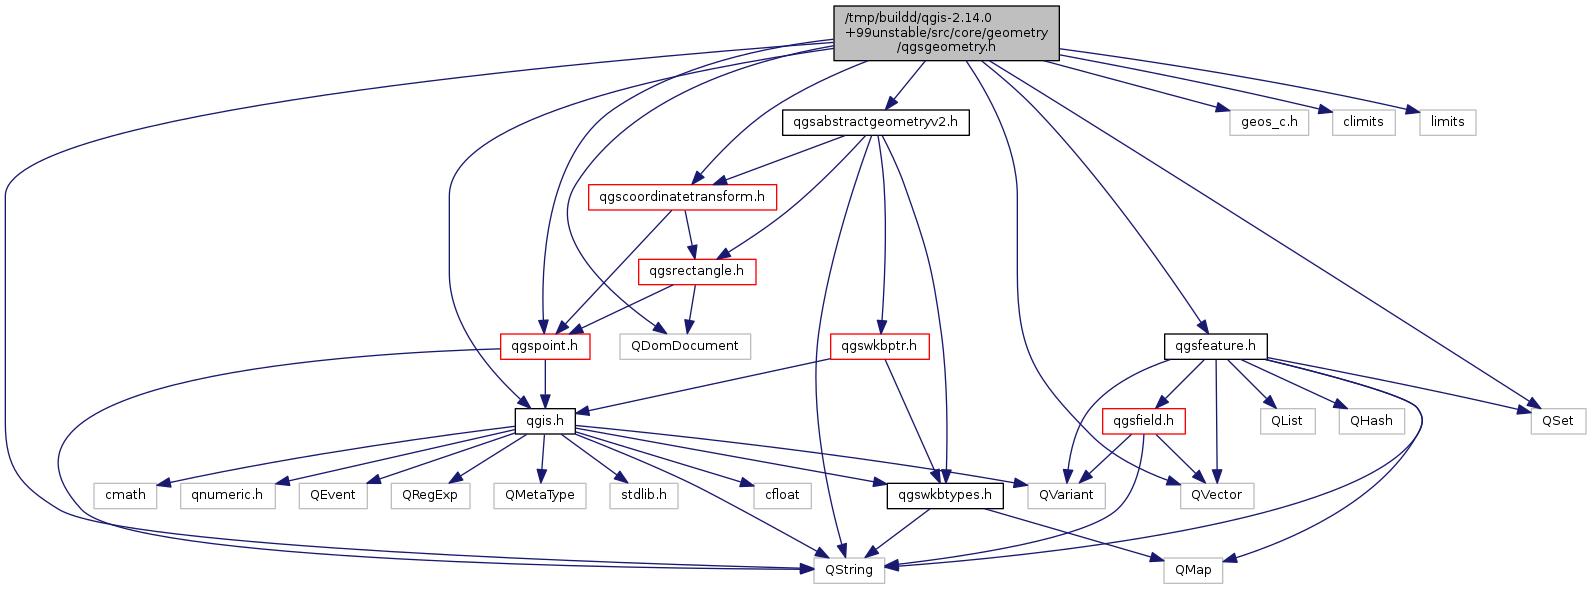 /tmp/buildd/qgis-2.14.0
+99unstable/src/core/geometry
/qgsgeometry.h
qgsabstractgeometryv2.h
geos_c.h
climits
limits
qgscoordinatetransform.h
qgsrectangle.h
qgspoint.h
QDomDocument
qgswkbptr.h
qgsfeature.h
qgis.h
qgsfield.h
QList
QHash
QSet
cmath
qnumeric.h
QEvent
QRegExp
QMetaType
stdlib.h
cfloat
qgswkbtypes.h
QVariant
QVector
QString
QMap